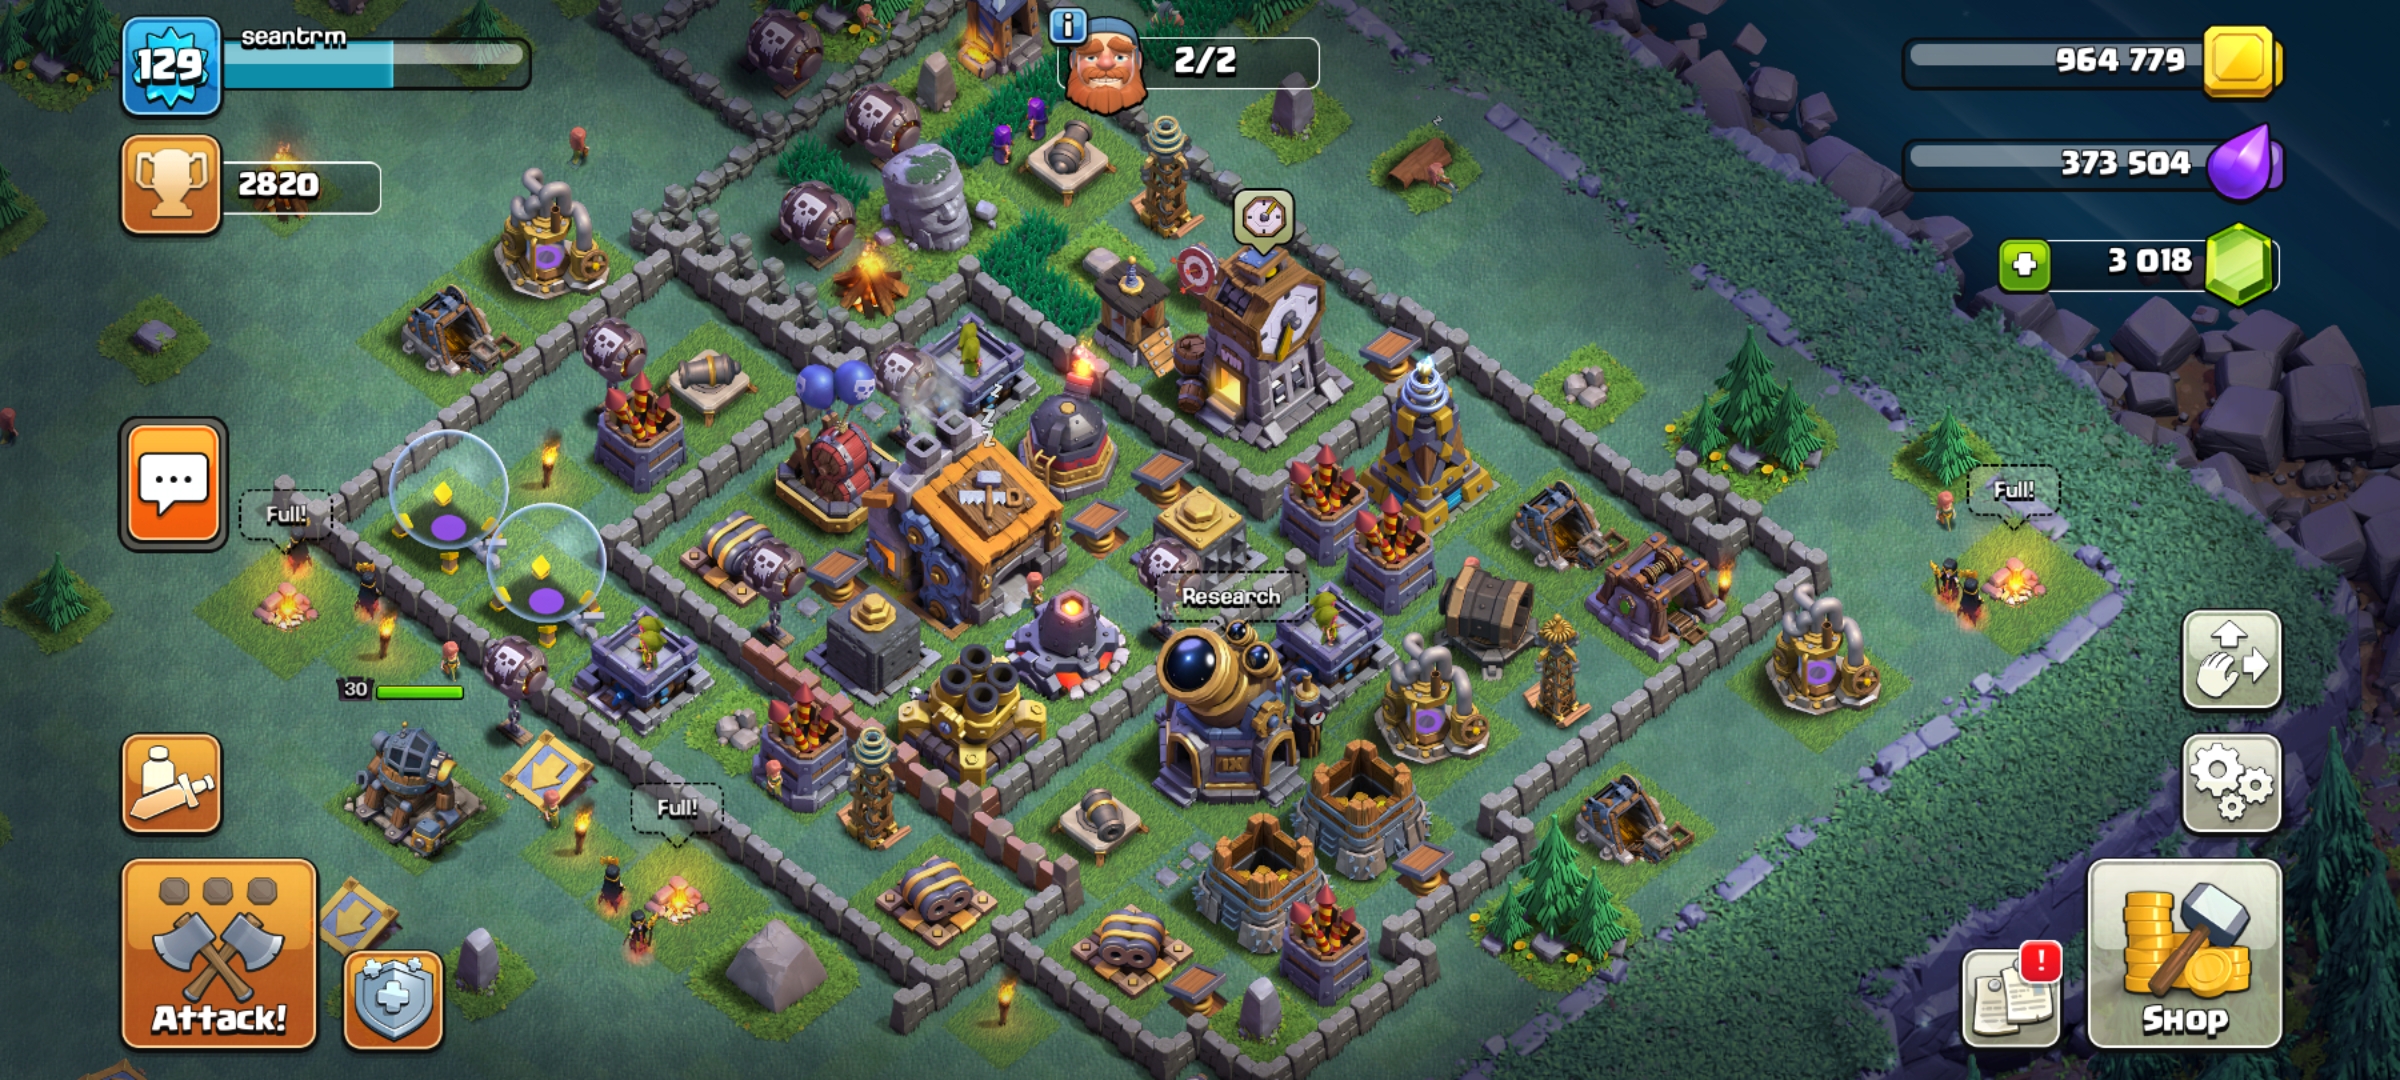 129
seantrm
2/2
964 779
2820
373 504
3 018
Full!
Full!
Research
30
Full!
Attack!
!
Shop